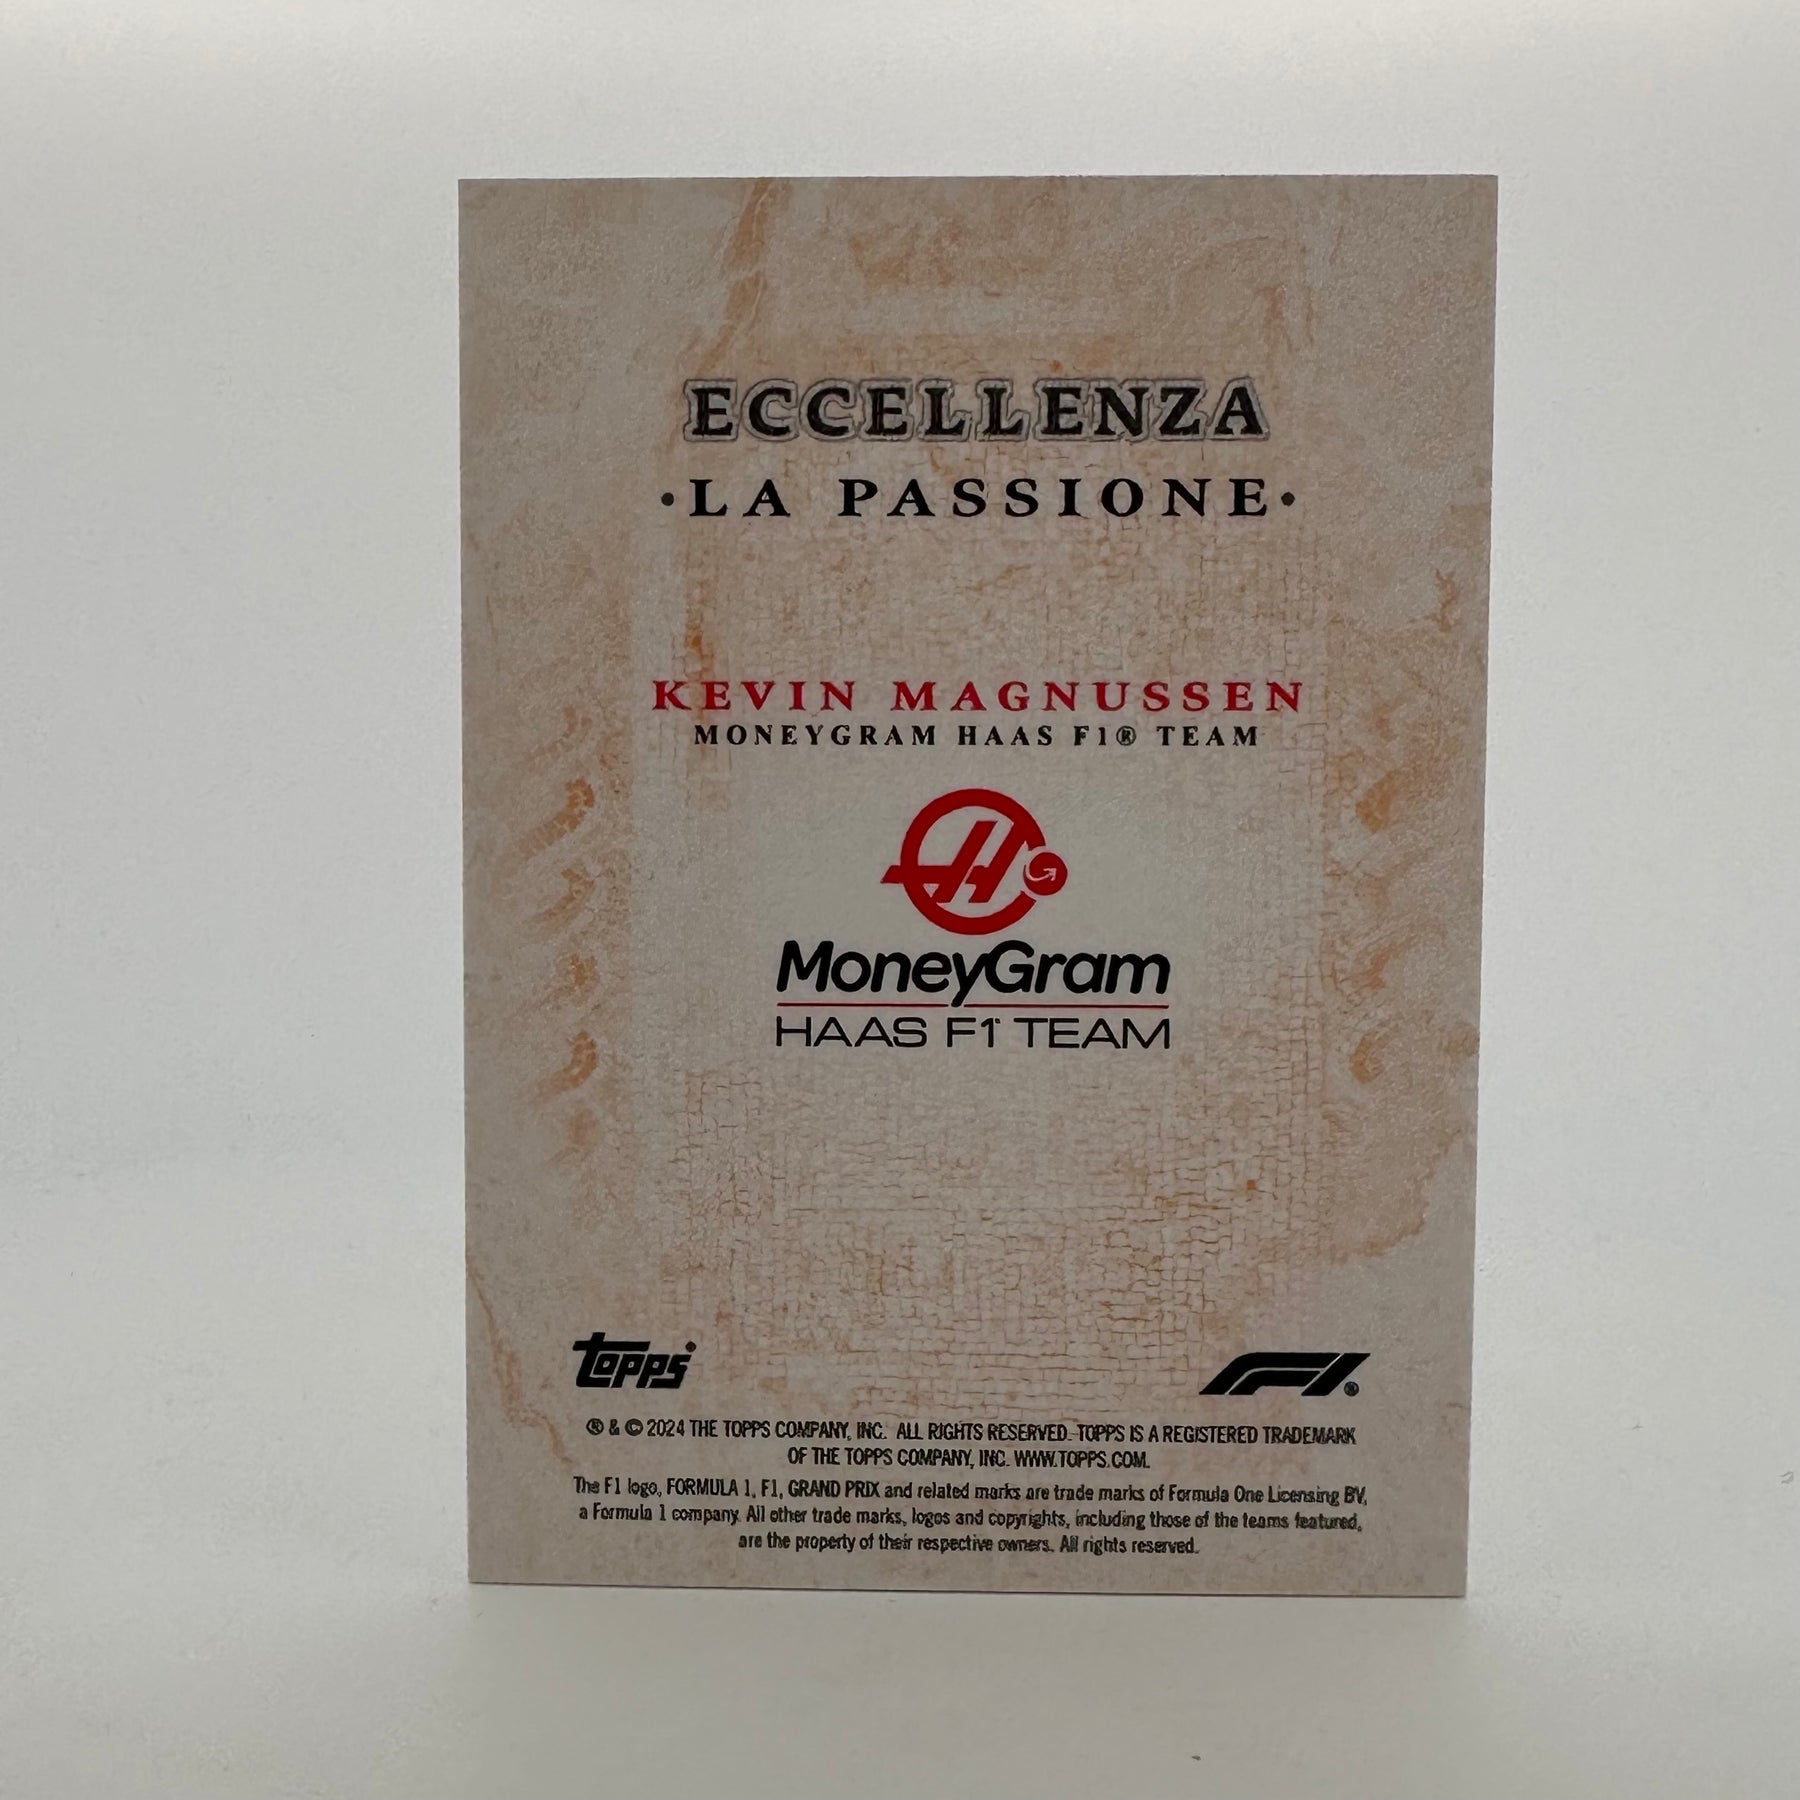 ECCELLENZA
·LA PASSIONE·
KEVIN MAGNUSSEN
MONEYGRAM HAAS F1® TEAM
MoneyGram
HAAS F1 TEAM
topps
F1®
® & © 2024 THE TOPPS COMPANY, INC. ALL RIGHTS RESERVED. TOPPS IS A REGISTERED TRADEMARK
OF THE TOPPS COMPANY, INC. WWW.TOPPS.COM.
The F1 logo, FORMULA 1, F1, GRAND PRIX and related marks are trade marks of Formula One Licensing BV,
a Formula 1 company. All other trade marks, logos and copyrights, including those of the teams featured,
are the property of their respective owners. All rights reserved.